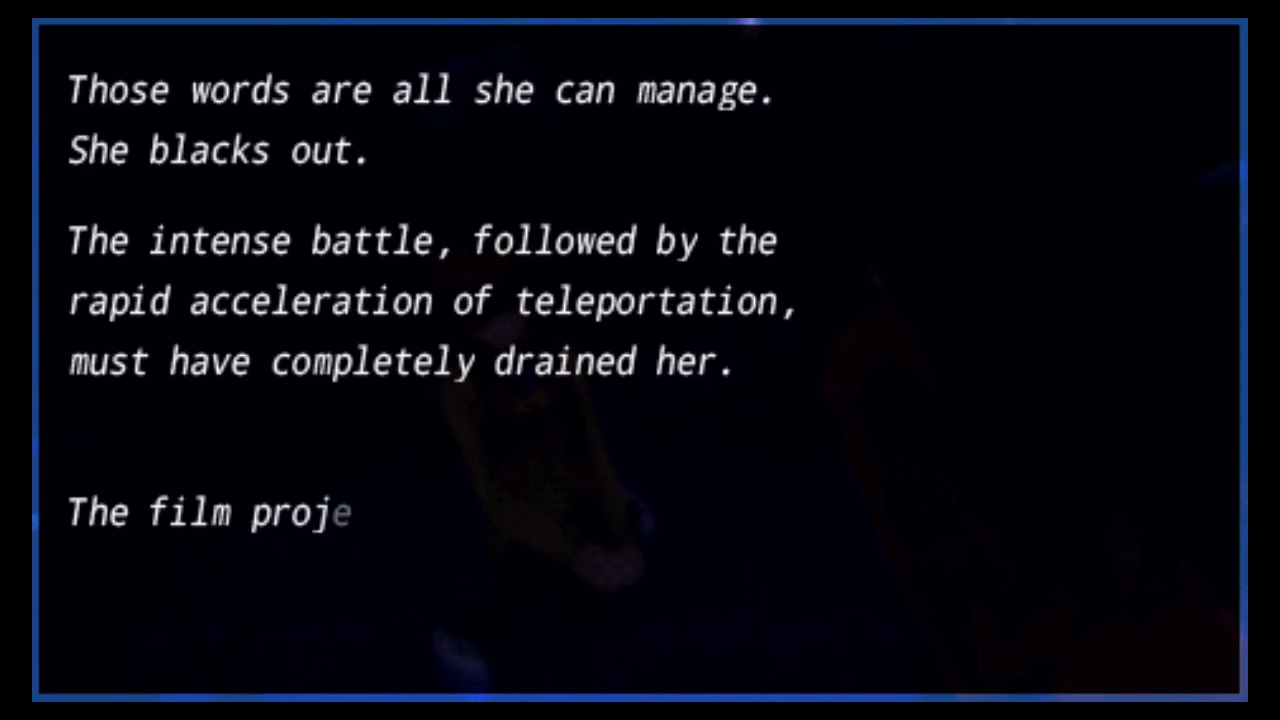 Those words are all she can manage.
She blacks out.
The intense battle, followed by the
rapid acceleration of teleportation,
must have completely drained her.
The film proje